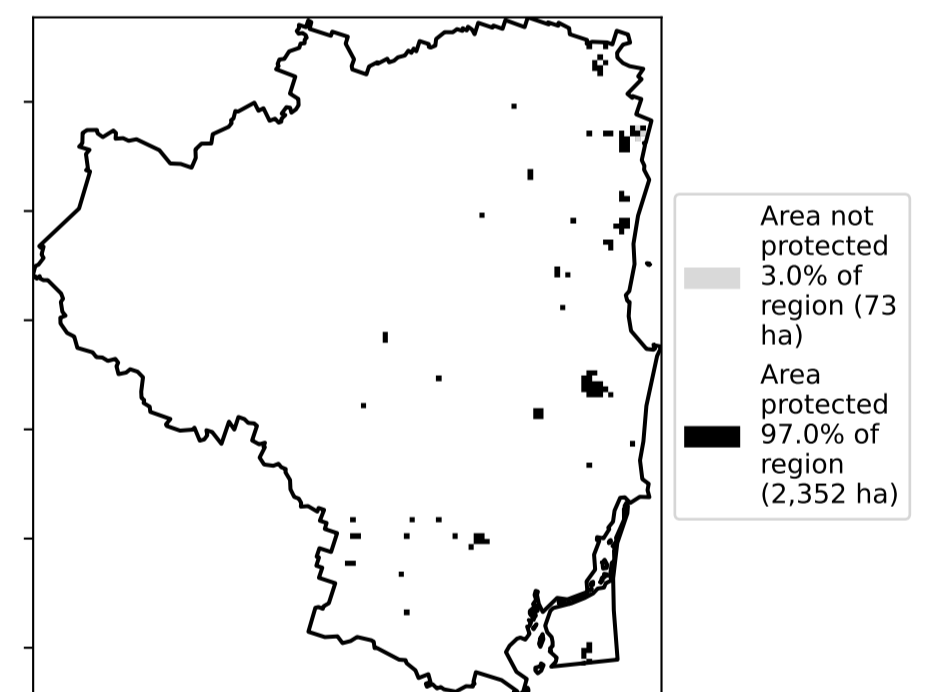 Area not
protected
3.0% of
region (73
ha)
Area
protected
97.0% of
region
(2,352 ha)